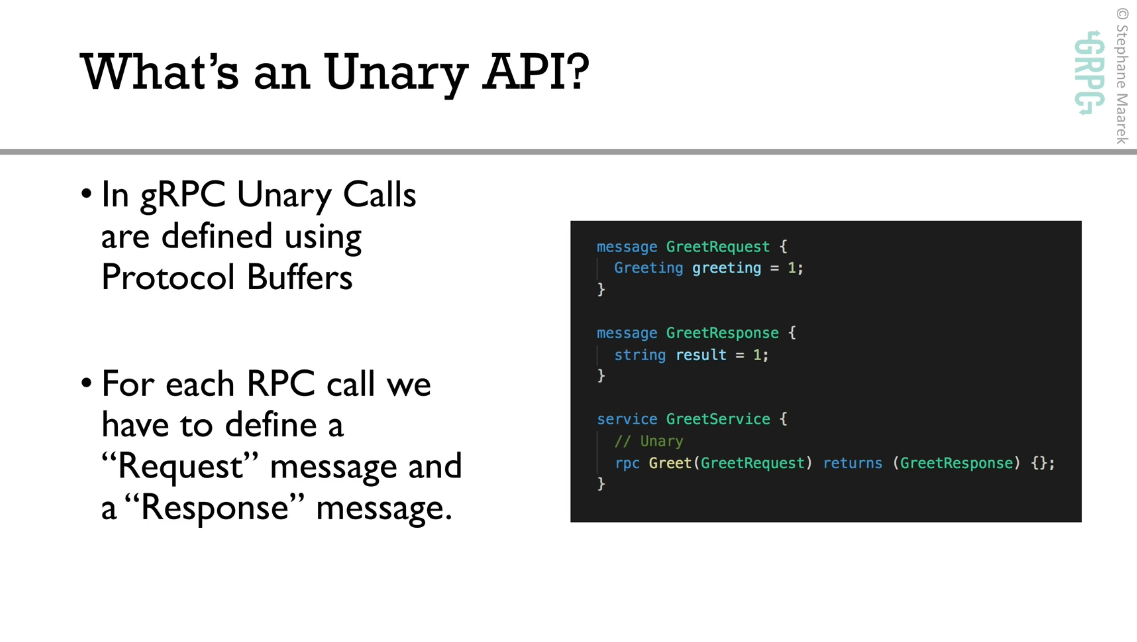 What's an Unary API?
© Stephane Maarek
GRPC
• In gRPC Unary Calls
are defined using
Protocol Buffers
• For each RPC call we
have to define a
“Request” message and
a “Response” message.
message GreetRequest {
Greeting greeting = 1;
}
message GreetResponse {
string result = 1;
}
service GreetService {
// Unary
rpc Greet(GreetRequest) returns (GreetResponse) {};
}